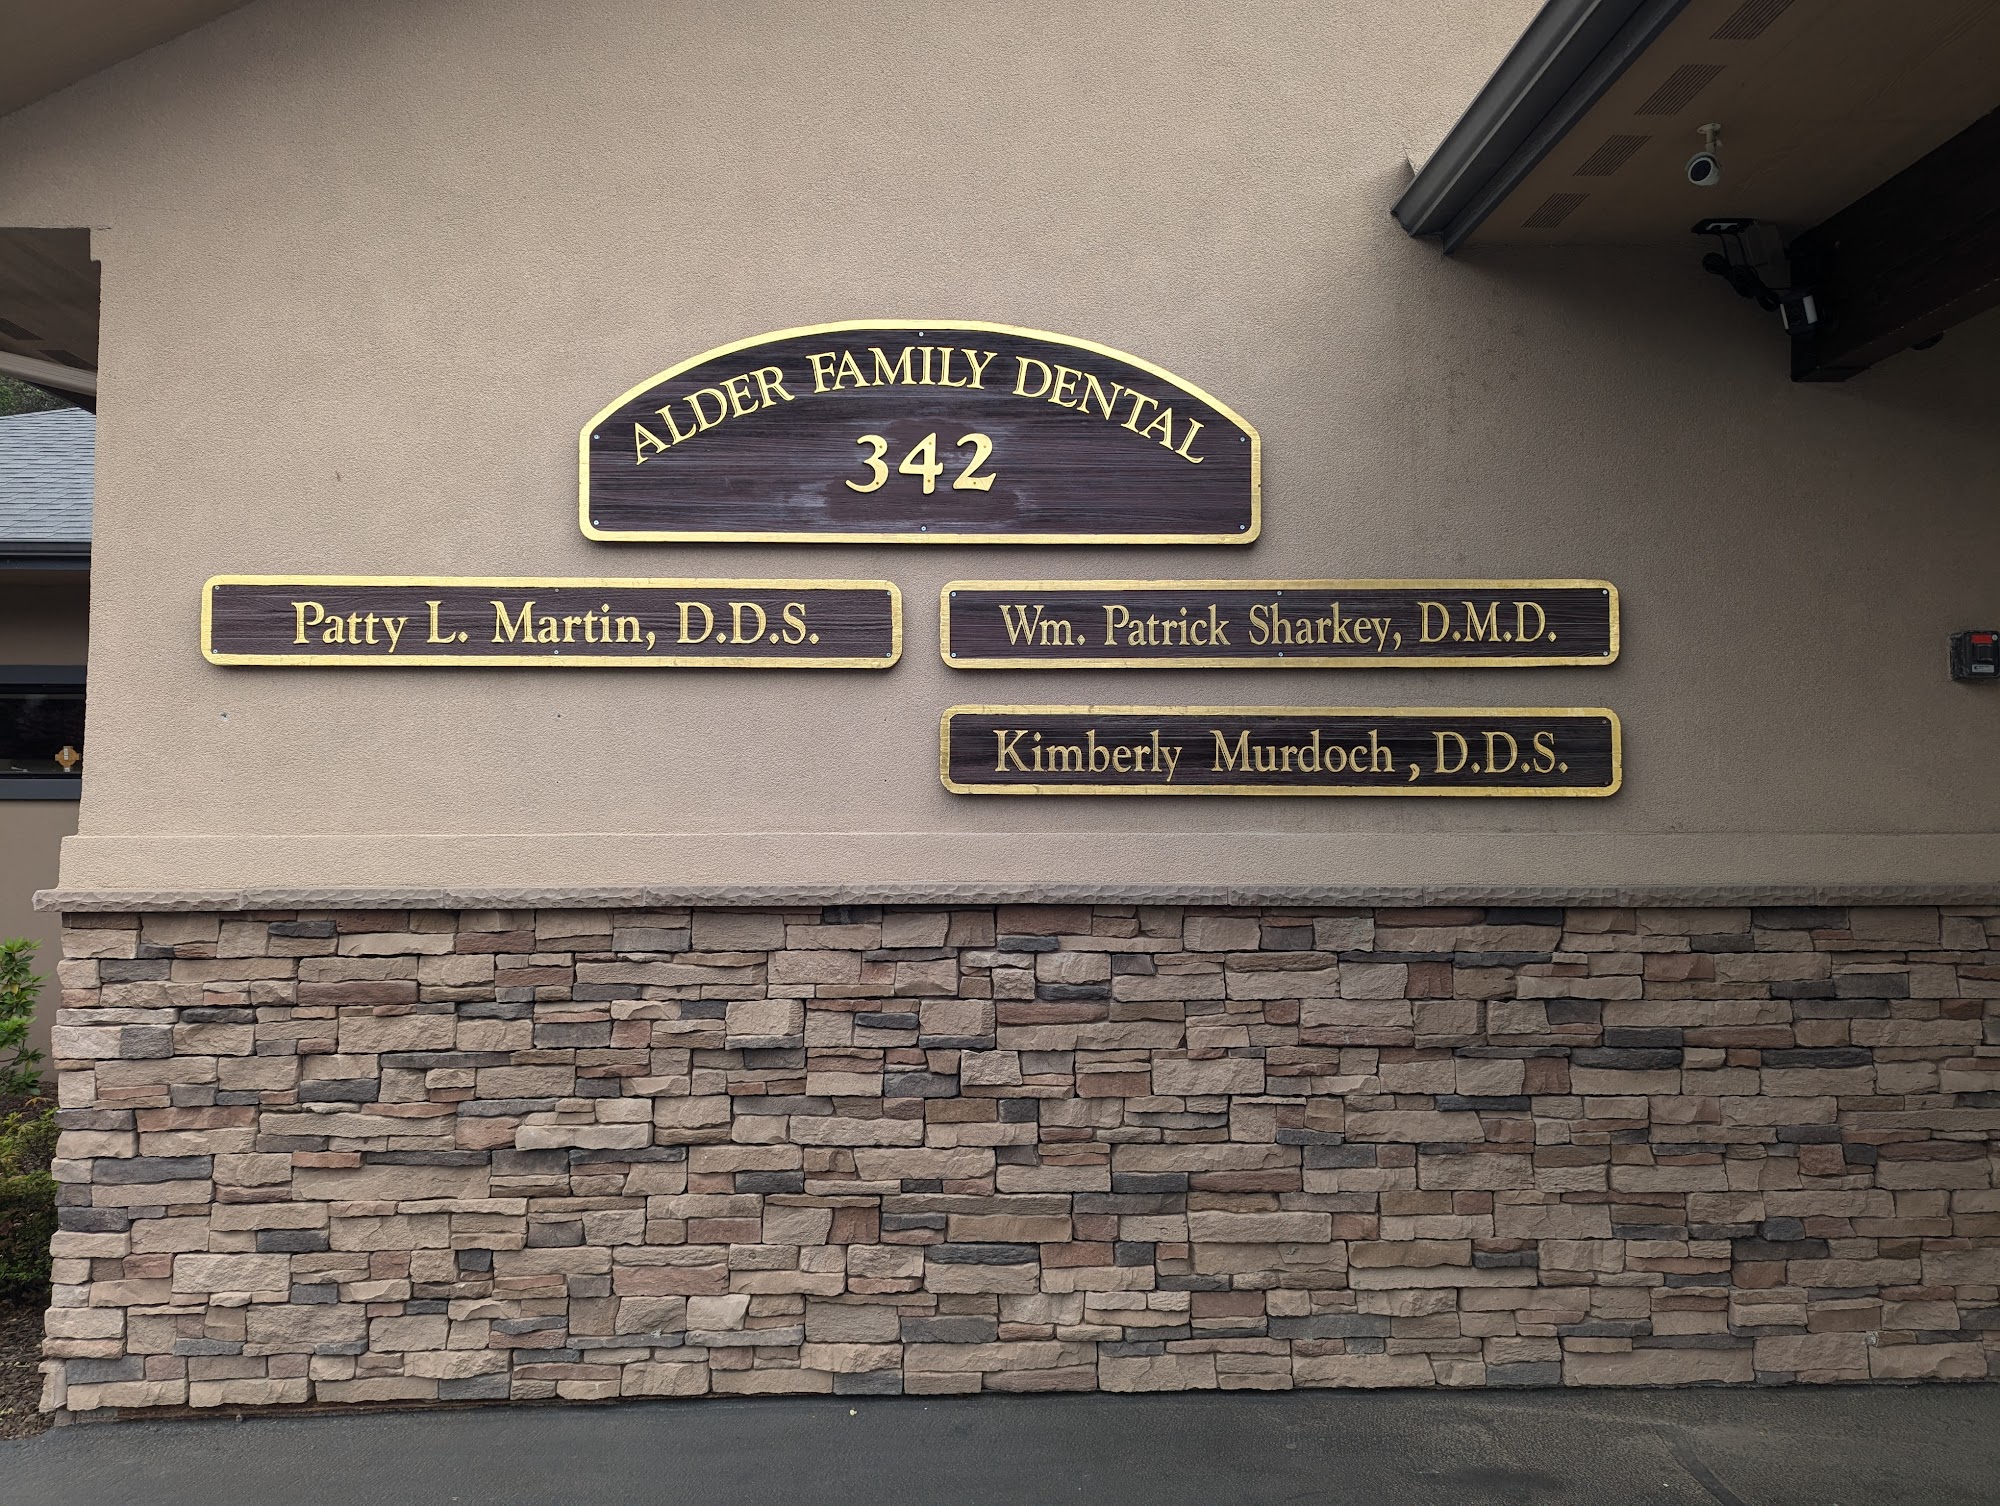 ALDER FAMILY DENTAL
342
Patty L. Martin, D.D.S.
Wm. Patrick Sharkey, D.M.D.
Kimberly Murdoch, D.D.S.